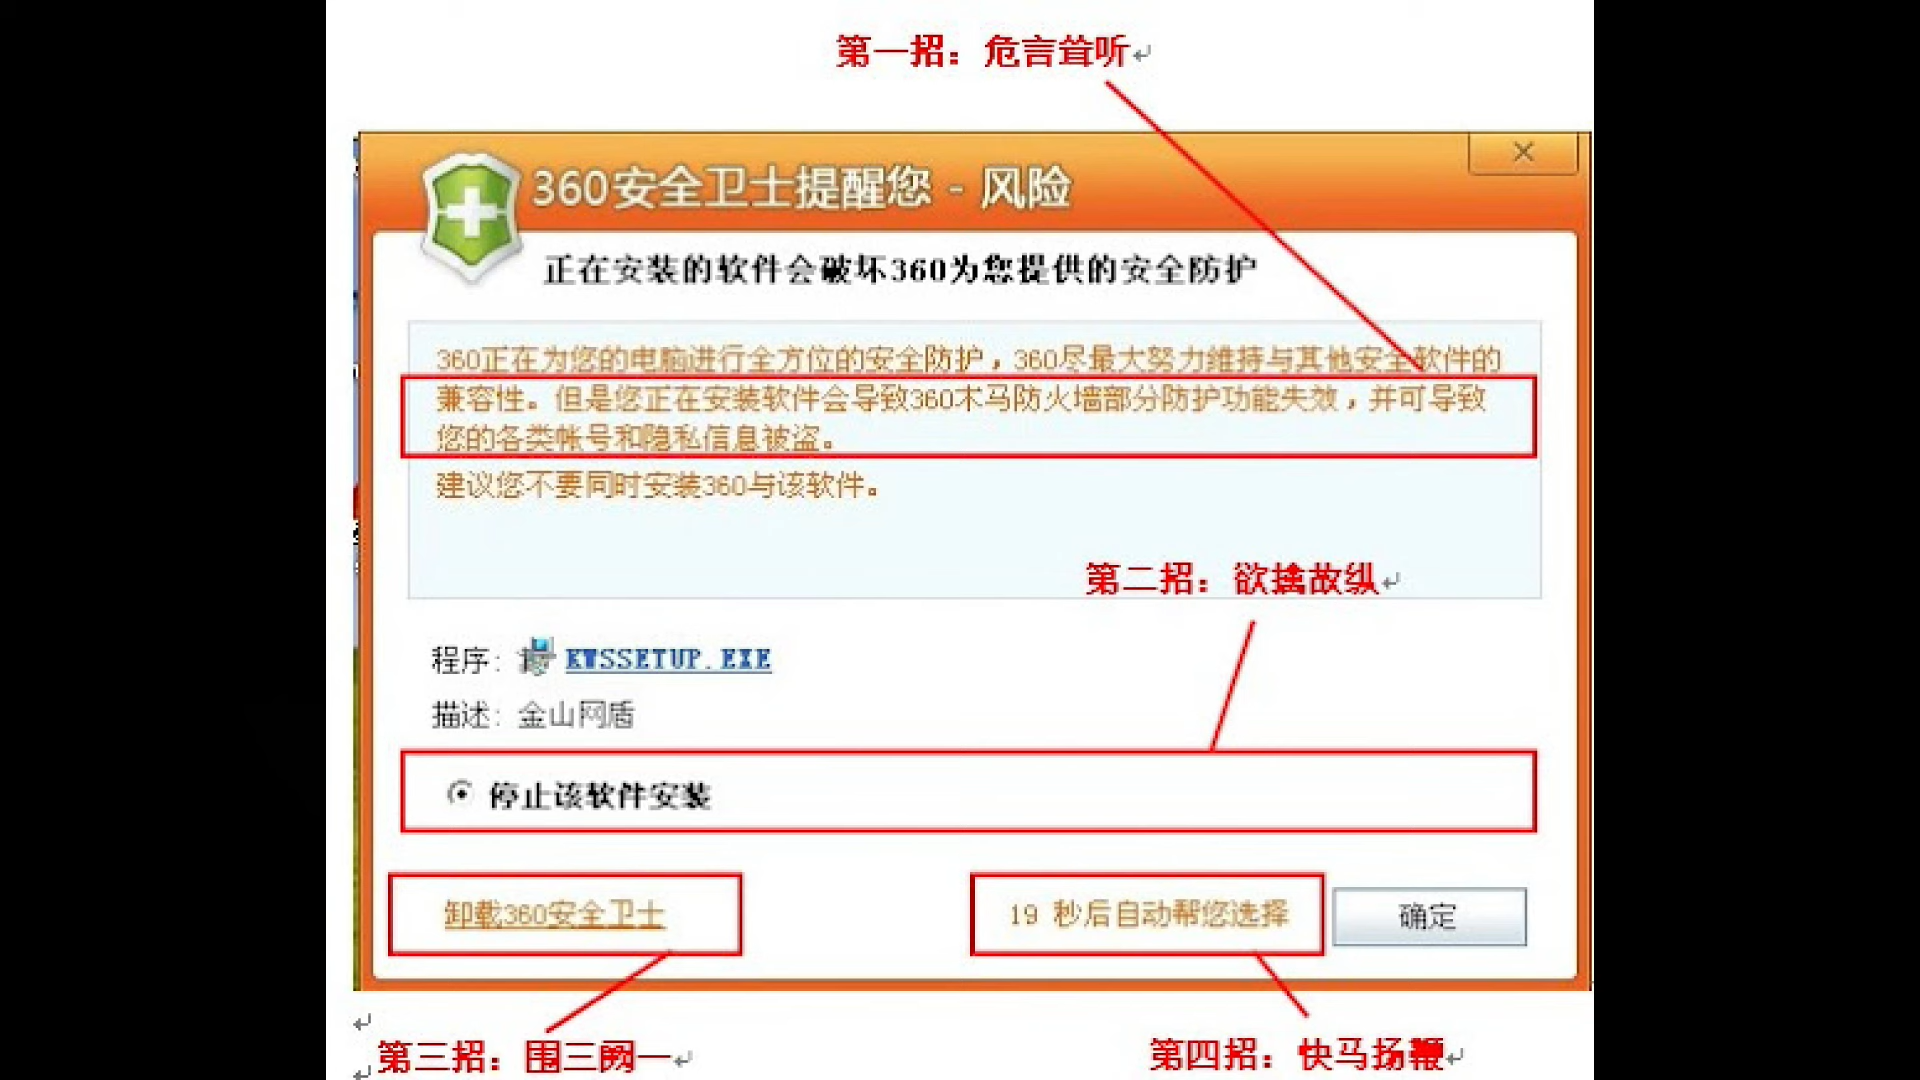 第一招：危言耸听
360安全卫士提醒您 - 风险
正在安装的软件会破坏360为您提供的安全防护
360正在为您的电脑进行全方位的安全防护，360尽最大努力维持与其他安全软件的
兼容性。但是您正在安装软件会导致360木马防火墙部分防护功能失效，并可导致
您的各类帐号和隐私信息被盗。
建议您不要同时安装360与该软件。
第二招：欲擒故纵
程序： KWSSETUP.EXE
描述： 金山网盾
停止该软件安装
卸载360安全卫士
19 秒后自动帮您选择
确定
第三招：围三阙一
第四招：快马扬鞭